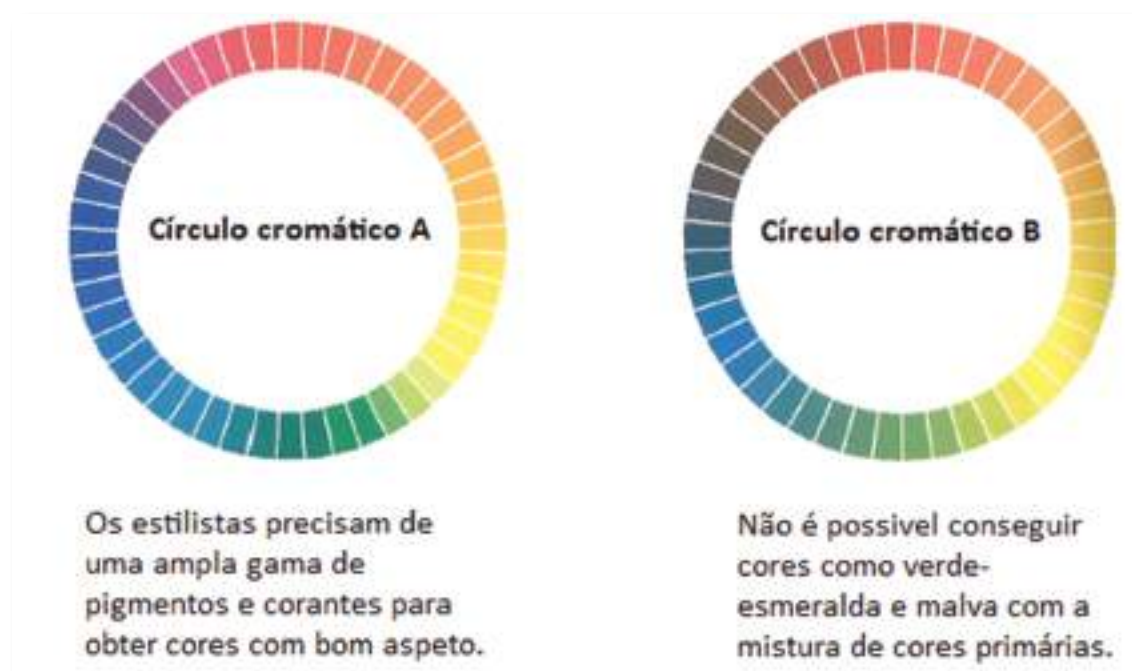 Círculo cromático A
Círculo cromático B
Os estilistas precisam de
uma ampla gama de
pigmentos e corantes para
obter cores com bom aspeto.
Não é possivel conseguir
cores como verde-
esmeralda e malva com a
mistura de cores primárias.